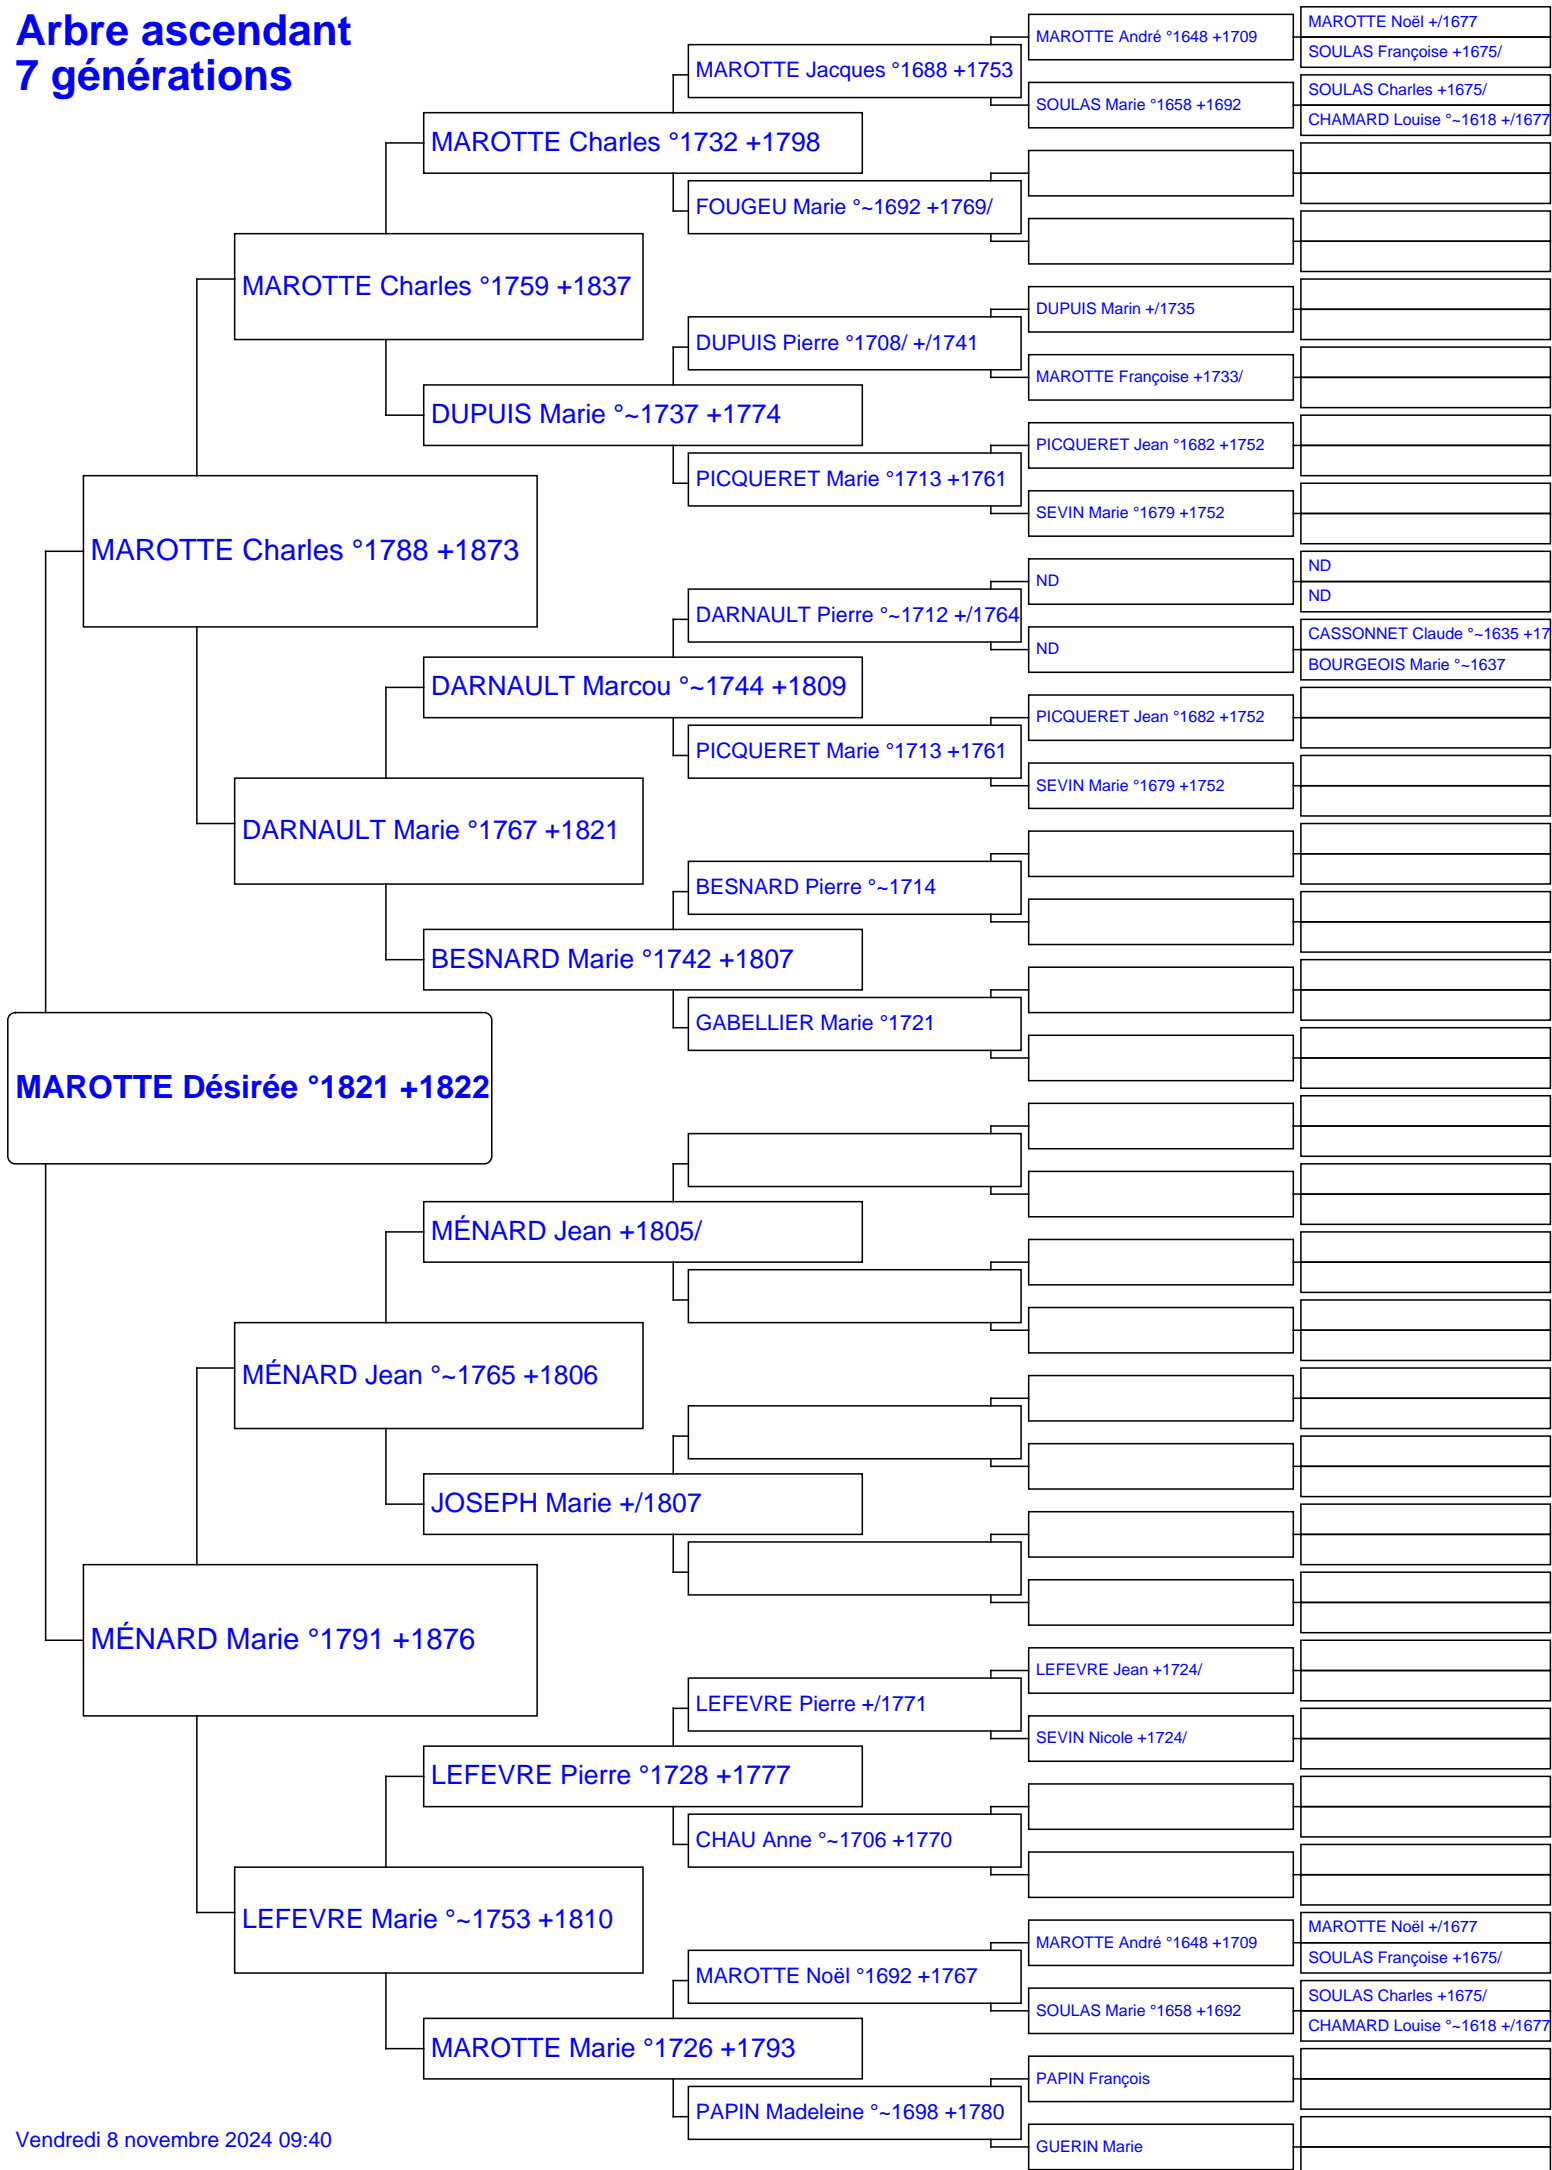 Arbre ascendant
7 générations
MAROTTE Désirée °1821 +1822
MAROTTE Charles °1788 +1873
MÉNARD Marie °1791 +1876
MAROTTE Charles °1759 +1837
DARNAULT Marie °1767 +1821
MÉNARD Jean °~1765 +1806
LEFEVRE Marie °~1753 +1810
MAROTTE Charles °1732 +1798
DUPUIS Marie °~1737 +1774
DARNAULT Marcou °~1744 +1809
BESNARD Marie °1742 +1807
MÉNARD Jean +1805/
JOSEPH Marie +/1807
LEFEVRE Pierre °1728 +1777
MAROTTE Marie °1726 +1793
MAROTTE Jacques °1688 +1753
FOUGEU Marie °~1692 +1769/
DUPUIS Pierre °1708/ +/1741
PICQUERET Marie °1713 +1761
DARNAULT Pierre °~1712 +/1764
PICQUERET Marie °1713 +1761
BESNARD Pierre °~1714
GABELLIER Marie °1721
LEFEVRE Pierre +/1771
CHAU Anne °~1706 +1770
MAROTTE Noël °1692 +1767
PAPIN Madeleine °~1698 +1780
MAROTTE André °1648 +1709
SOULAS Marie °1658 +1692
DUPUIS Marin +/1735
MAROTTE Françoise +1733/
PICQUERET Jean °1682 +1752
SEVIN Marie °1679 +1752
ND
ND
PICQUERET Jean °1682 +1752
SEVIN Marie °1679 +1752
LEFEVRE Jean +1724/
SEVIN Nicole +1724/
MAROTTE André °1648 +1709
SOULAS Marie °1658 +1692
PAPIN François
GUERIN Marie
MAROTTE Noël +/1677
SOULAS Françoise +1675/
SOULAS Charles +1675/
CHAMARD Louise °~1618 +/1677
ND
ND
CASSONNET Claude °~1635 +17
BOURGEOIS Marie °~1637
MAROTTE Noël +/1677
SOULAS Françoise +1675/
SOULAS Charles +1675/
CHAMARD Louise °~1618 +/1677
Vendredi 8 novembre 2024 09:40